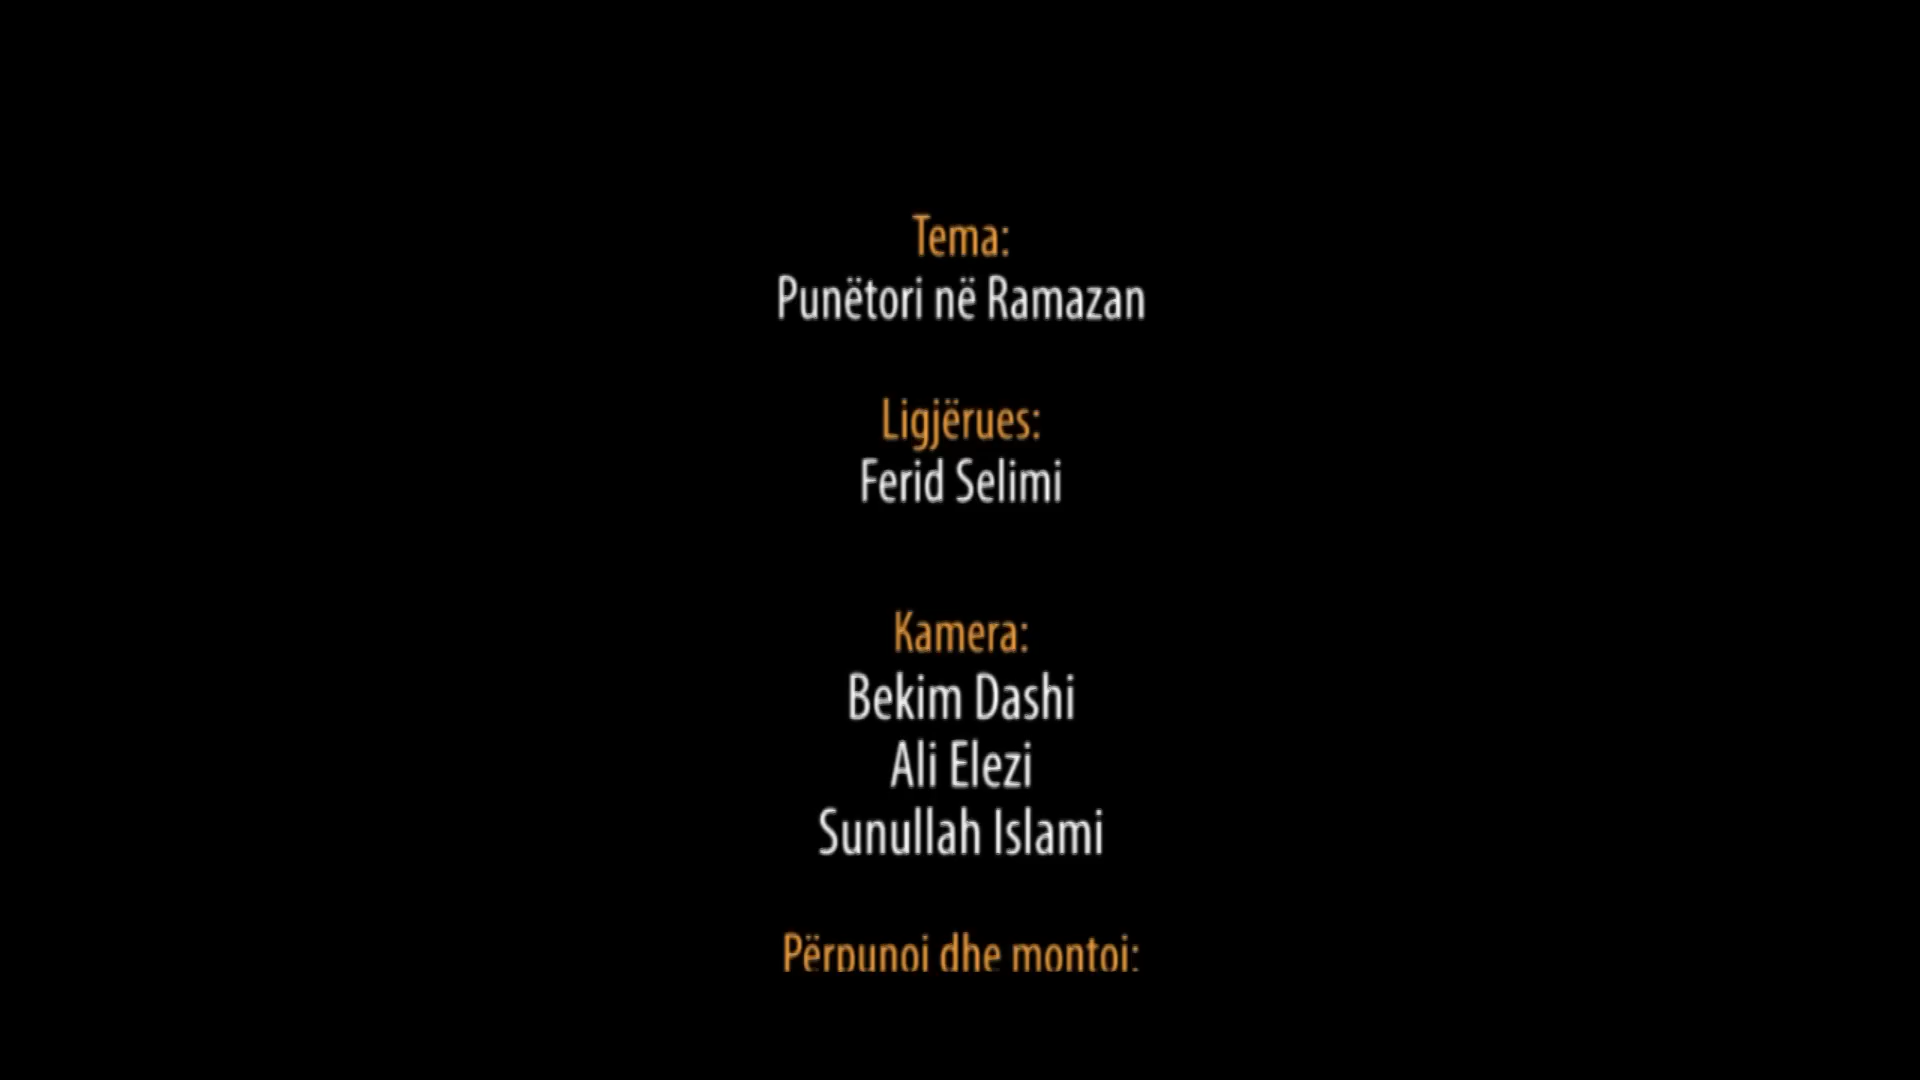 Tema:
Punëtori në Ramazan
Ligjërues:
Ferid Selimi
Kamera:
Bekim Dashi
Ali Elezi
Sunullah Islami
Përpunoi dhe montoi: